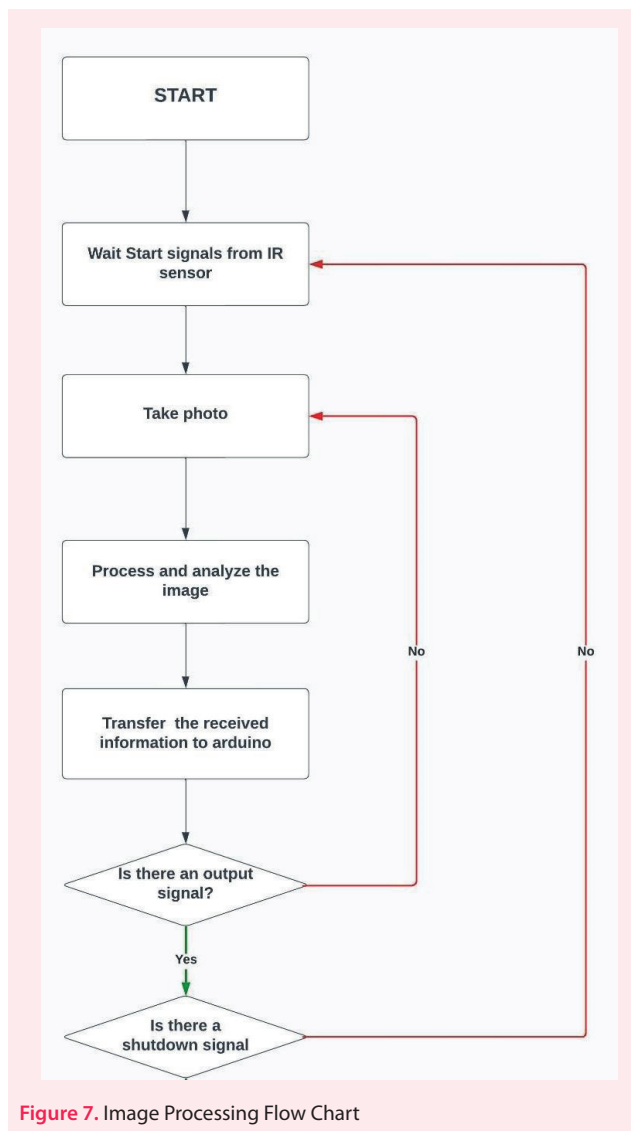 START
Wait Start signals from IR
sensor
Take photo
Process and analyze the
image
Transfer the received
information to arduino
No
No
Is there an output
signal?
Yes
Is there a
shutdown signal
Figure 7. Image Processing Flow Chart